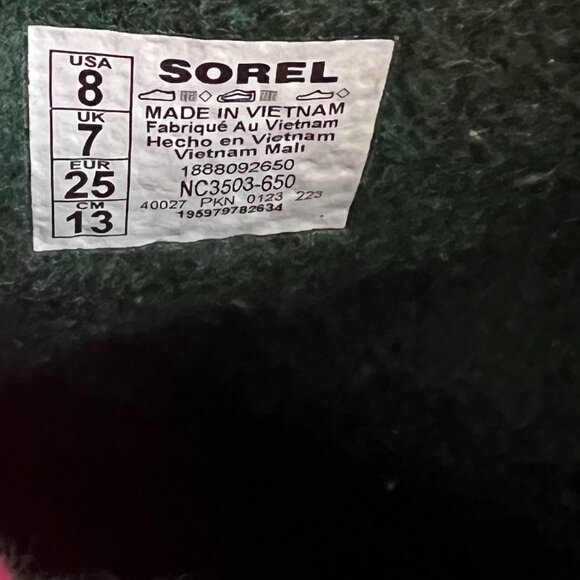 USA
8
UK
7
EUR
25
CM
13
SOREL
MADE IN VIETNAM
Fabriqué Au Vietnam
Hecho en Vietnam
Vietnam Malı
1888092650
NC3503-650
40027 PKN 0123 223
195979782634